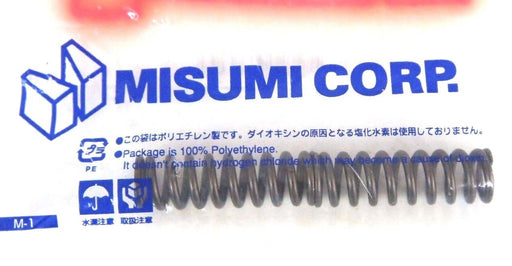 MISUMI CORP.
●この袋はポリエチレン製です。ダイオキシンの原因となる塩化水素は使用しておりません。
●Package is 100% Polyethylene.
It doesn't contain hydrogen chloride which may become a cause of dioxin.
プラ
PE
水濡注意 取扱注意
M-1